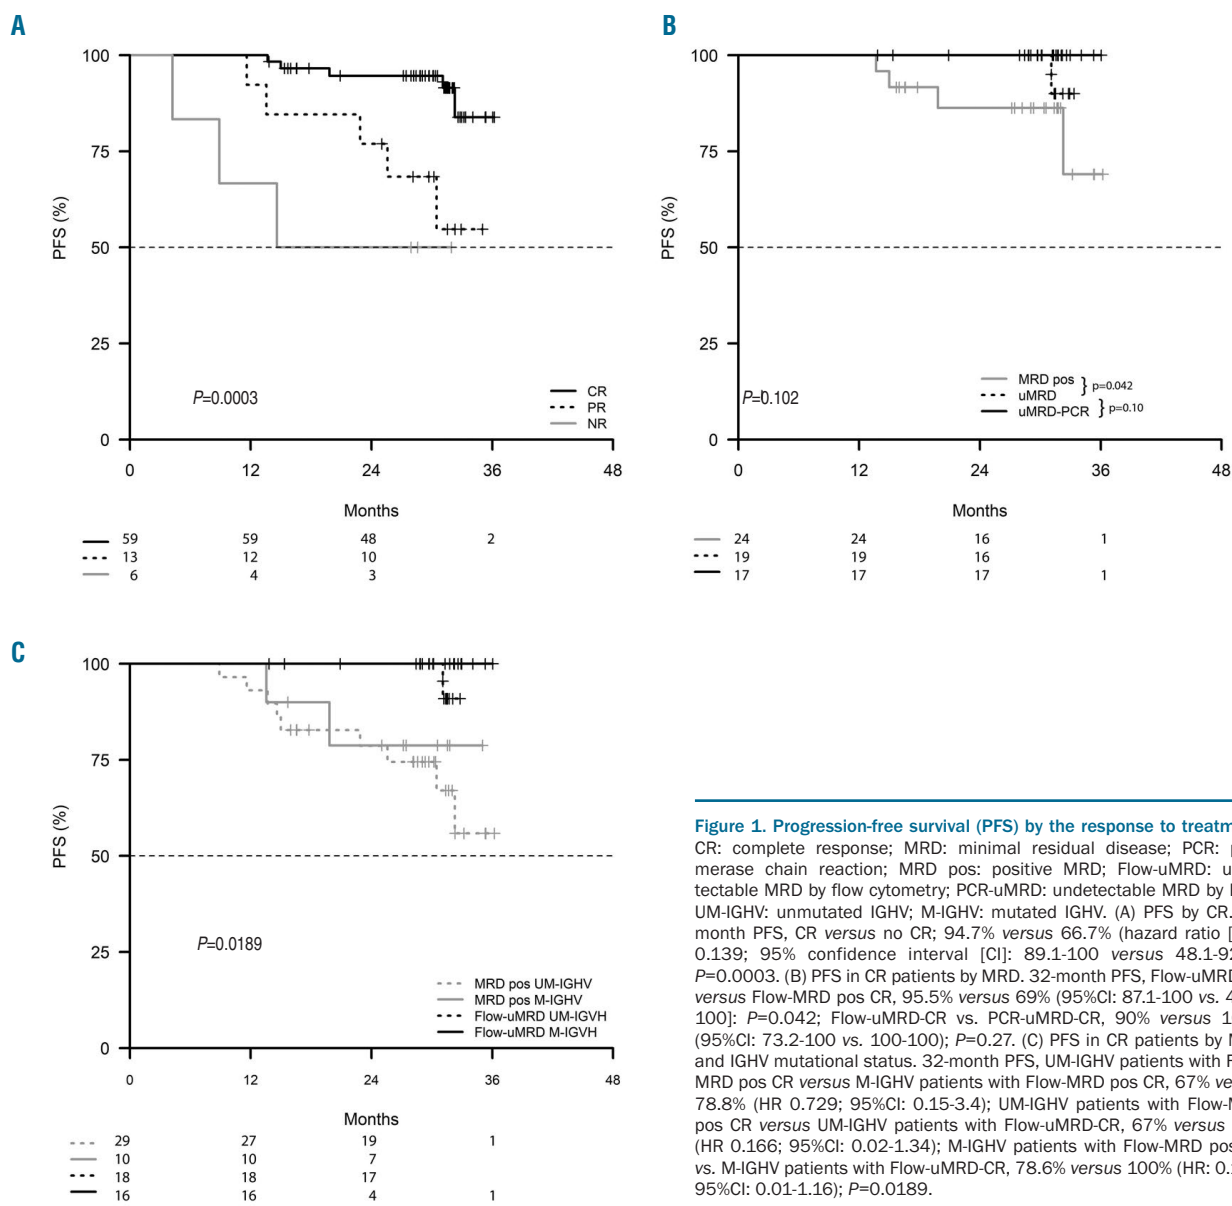 A
100
75
50
25
0
PFS (%)
P=0.0003
CR
PR
NR
0 12 24 36 48
Months
59 59 48 2
13 12 10
6 4 3
B
100
75
50
25
0
PFS (%)
P=0.102
MRD pos
uMRD
uMRD-PCR
} p=0.042
} p=0.10
0 12 24 36 48
Months
24 24 16 1
19 19 16
17 17 17 1
C
100
75
50
25
0
PFS (%)
P=0.0189
MRD pos UM-IGHV
MRD pos M-IGHV
Flow-uMRD UM-IGVH
Flow-uMRD M-IGVH
0 12 24 36 48
Months
29 27 19 1
10 10 7
18 18 17
16 16 4 1
Figure 1. Progression-free survival (PFS) by the response to treatm
CR: complete response; MRD: minimal residual disease; PCR: p
merase chain reaction; MRD pos: positive MRD; Flow-uMRD: u
tectable MRD by flow cytometry; PCR-uMRD: undetectable MRD by
UM-IGHV: unmutated IGHV; M-IGHV: mutated IGHV. (A) PFS by CR.
month PFS, CR versus no CR; 94.7% versus 66.7% (hazard ratio [
0.139; 95% confidence interval [CI]: 89.1-100 versus 48.1-92
P=0.0003. (B) PFS in CR patients by MRD. 32-month PFS, Flow-uMRD
versus Flow-MRD pos CR, 95.5% versus 69% (95%CI: 87.1-100 vs. 4
100]: P=0.042; Flow-uMRD-CR vs. PCR-uMRD-CR, 90% versus 1
(95%CI: 73.2-100 vs. 100-100); P=0.27. (C) PFS in CR patients by M
and IGHV mutational status. 32-month PFS, UM-IGHV patients with F
MRD pos CR versus M-IGHV patients with Flow-MRD pos CR, 67% ve
78.8% (HR 0.729; 95%CI: 0.15-3.4); UM-IGHV patients with Flow-M
pos CR versus UM-IGHV patients with Flow-uMRD-CR, 67% versus
(HR 0.166; 95%CI: 0.02-1.34); M-IGHV patients with Flow-MRD pos
vs. M-IGHV patients with Flow-uMRD-CR, 78.6% versus 100% (HR: 0.
95%CI: 0.01-1.16); P=0.0189.